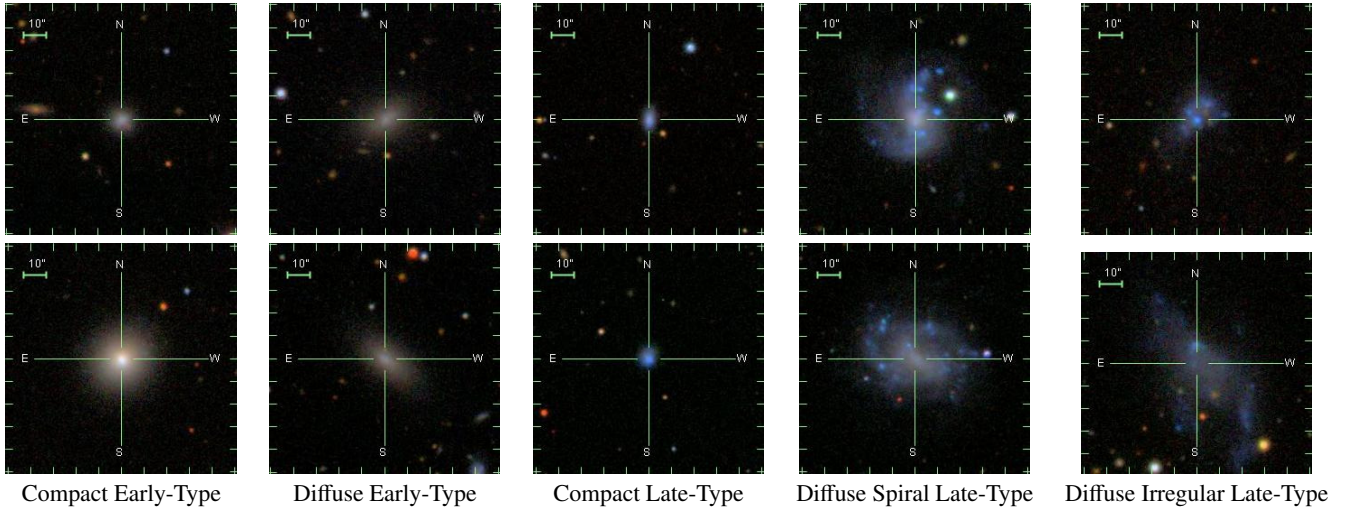 10" N E W S
10" N E W S
10" N E W S
10" N E W S
10" N E W S
10" N E W S
10" N E W S
10" N E W S
10" N E W S
10" N E W S
Compact Early-Type
Diffuse Early-Type
Compact Late-Type
Diffuse Spiral Late-Type
Diffuse Irregular Late-Type